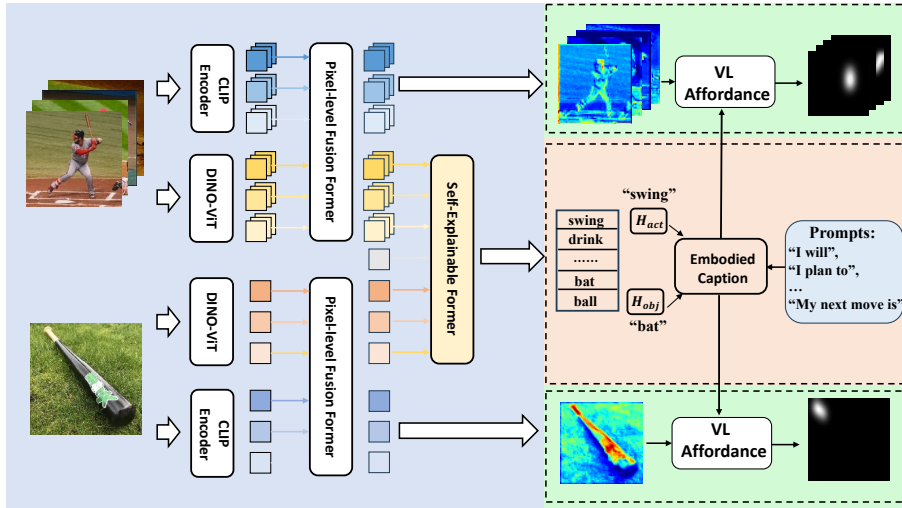 CLIP
Encoder
Pixel-level Fusion Former
DINO-ViT
Self-Explainable Former
DINO-ViT
Pixel-level Fusion Former
CLIP
Encoder
VL
Affordance
“swing”
swing
drink
......
bat
ball
H_act
H_obj
“bat”
Embodied
Caption
Prompts:
“I will”,
“I plan to”,
...
“My next move is”
VL
Affordance